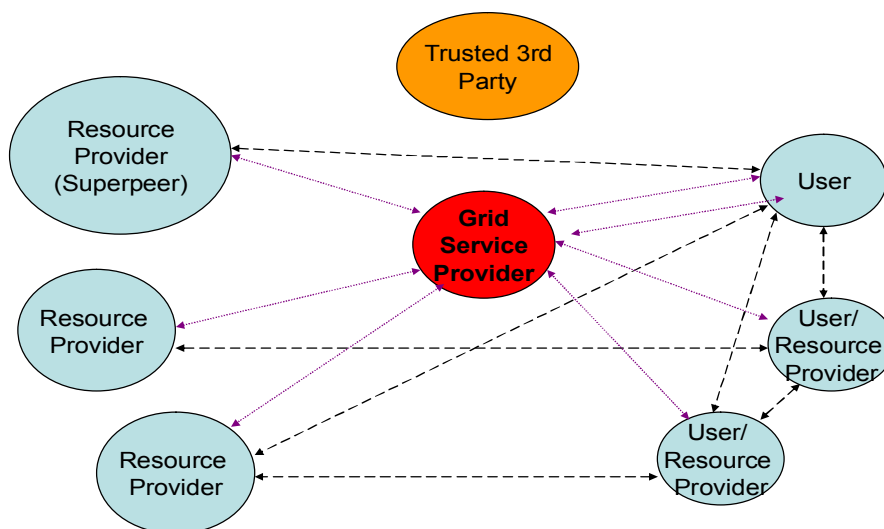 Trusted 3rd
Party
Resource
Provider
(Superpeer)
User
Grid
Service
Provider
Resource
Provider
User/
Resource
Provider
User/
Resource
Provider
Resource
Provider